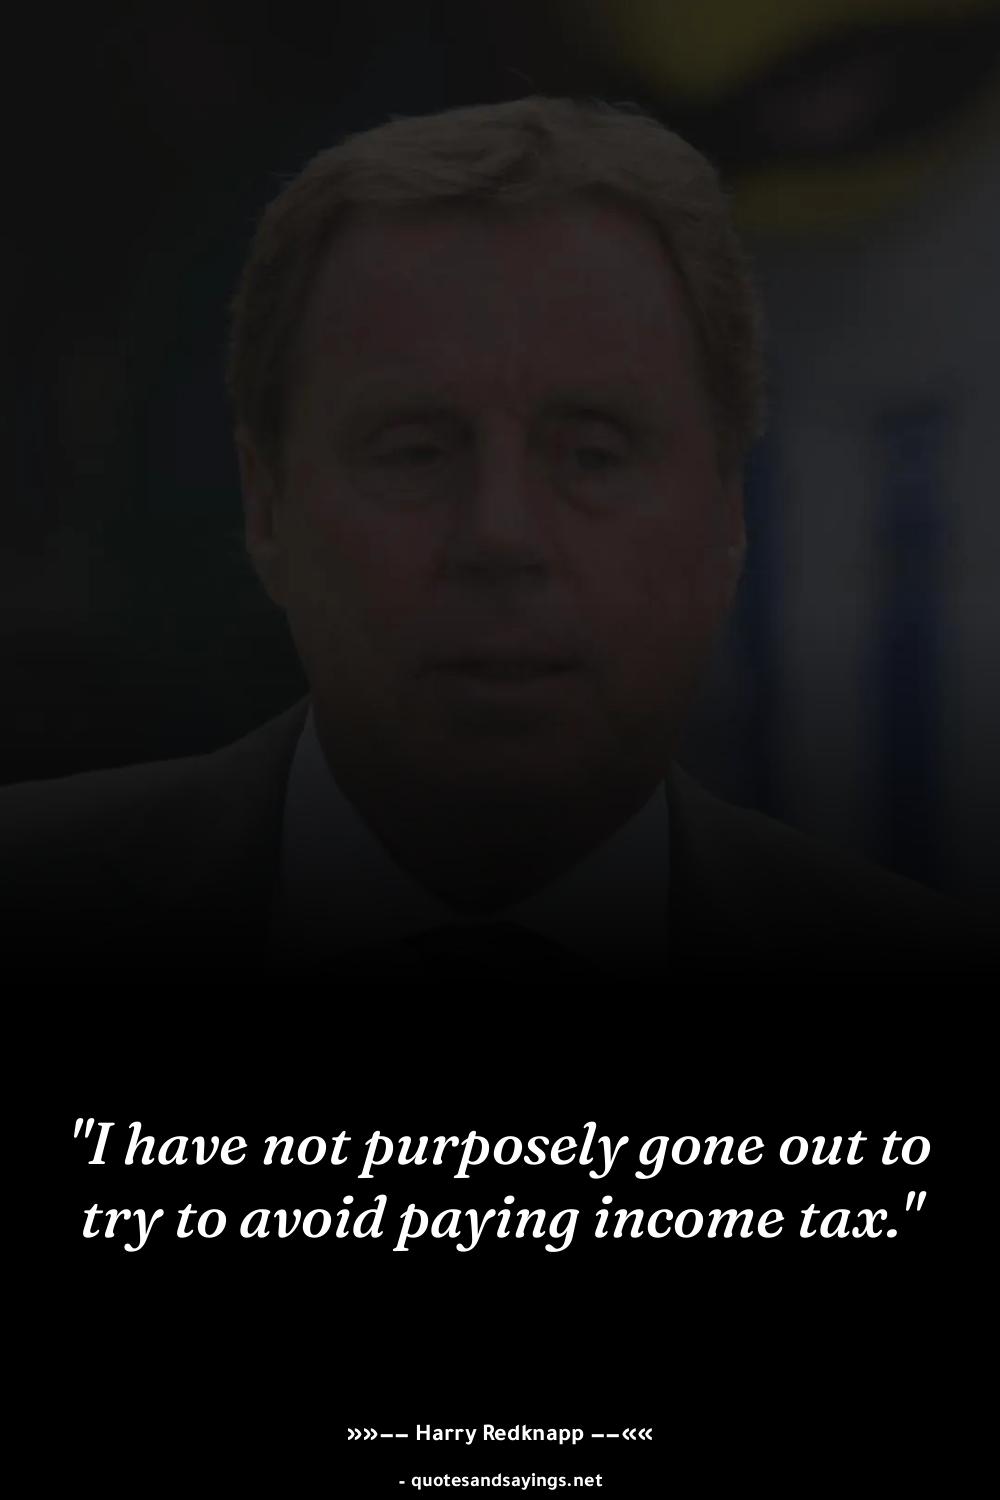 "I have not purposely gone out to
try to avoid paying income tax."
»»−− Harry Redknapp −−««
- quotesandsayings.net